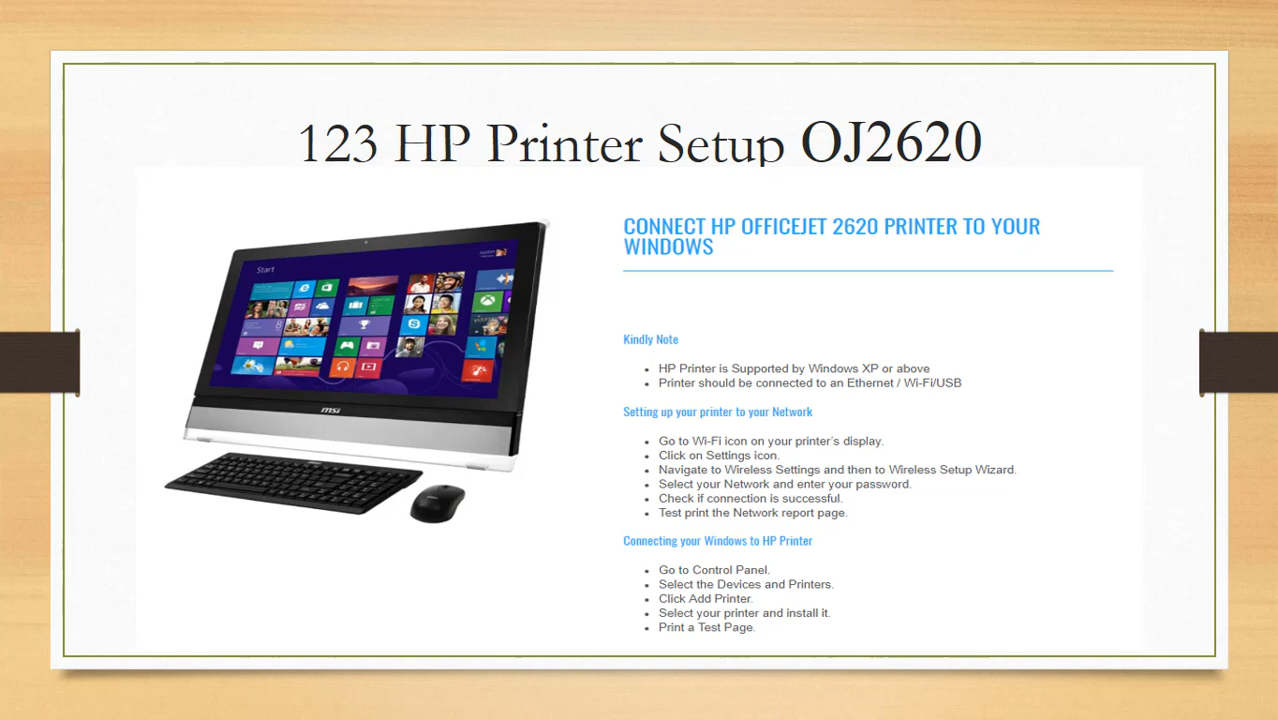 123 HP Printer Setup OJ2620
CONNECT HP OFFICEJET 2620 PRINTER TO YOUR
WINDOWS
Start
msi
Kindly Note
HP Printer is Supported by Windows XP or above
Printer should be connected to an Ethernet / Wi-Fi/USB
Setting up your printer to your Network
Go to Wi-Fi icon on your printer's display.
Click on Settings icon.
Navigate to Wireless Settings and then to Wireless Setup Wizard.
Select your Network and enter your password.
Check if connection is successful.
Test print the Network report page.
Connecting your Windows to HP Printer
Go to Control Panel.
Select the Devices and Printers.
Click Add Printer.
Select your printer and install it.
Print a Test Page.